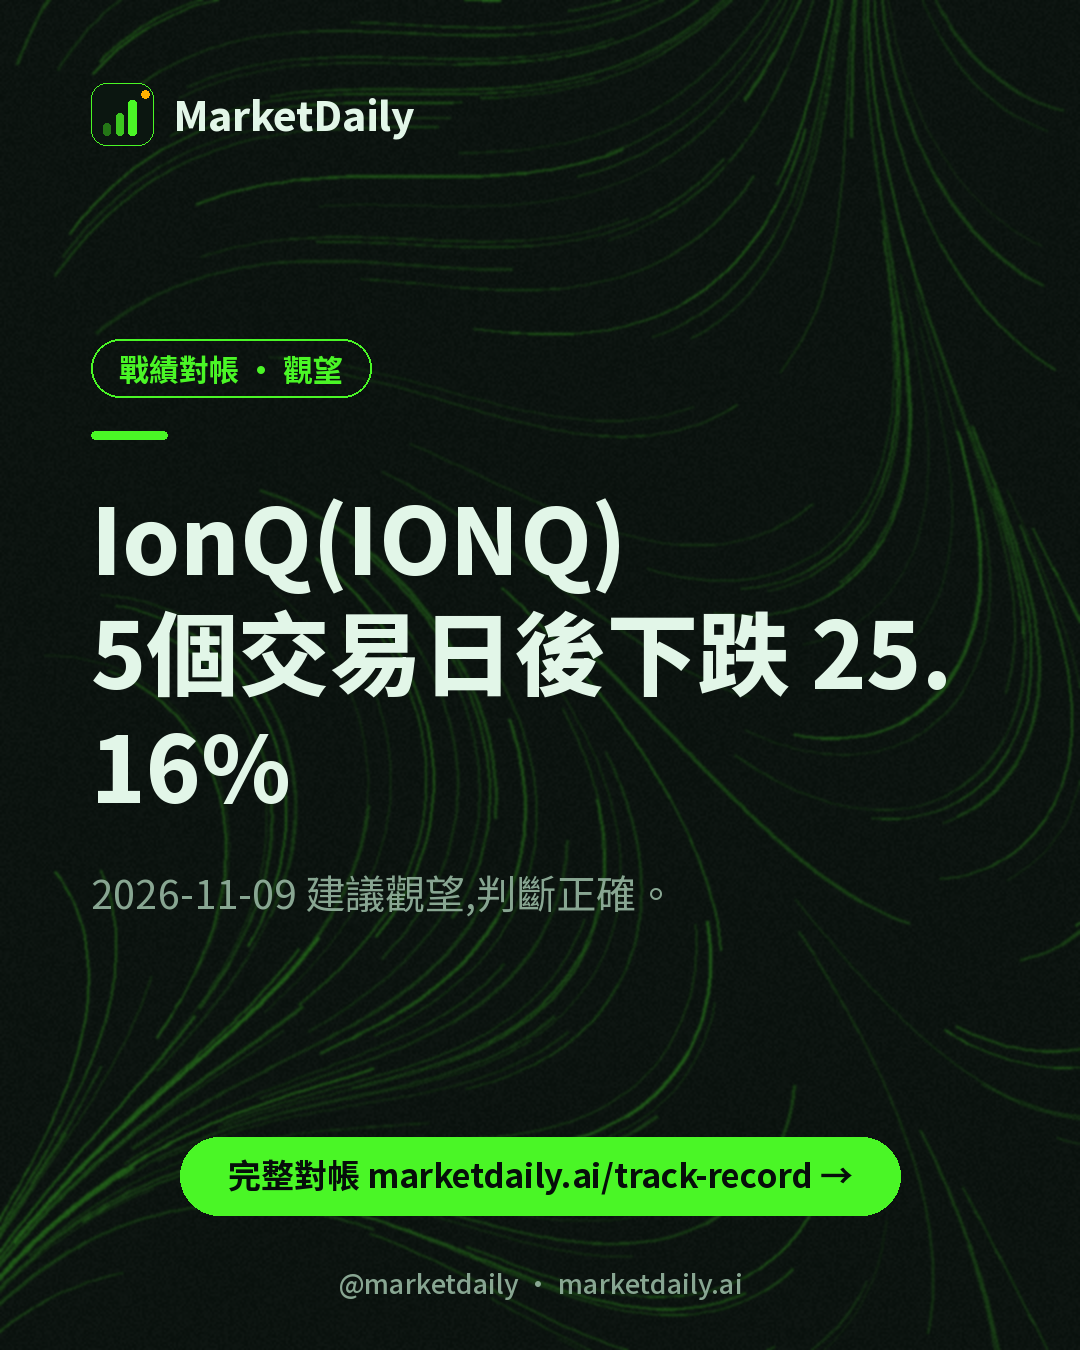 MarketDaily
戰績對帳 • 觀望
IonQ(IONQ)
5個交易日後下跌 25.
16%
2026-11-09 建議觀望,判斷正確。
完整對帳 marketdaily.ai/track-record →
@marketdaily • marketdaily.ai